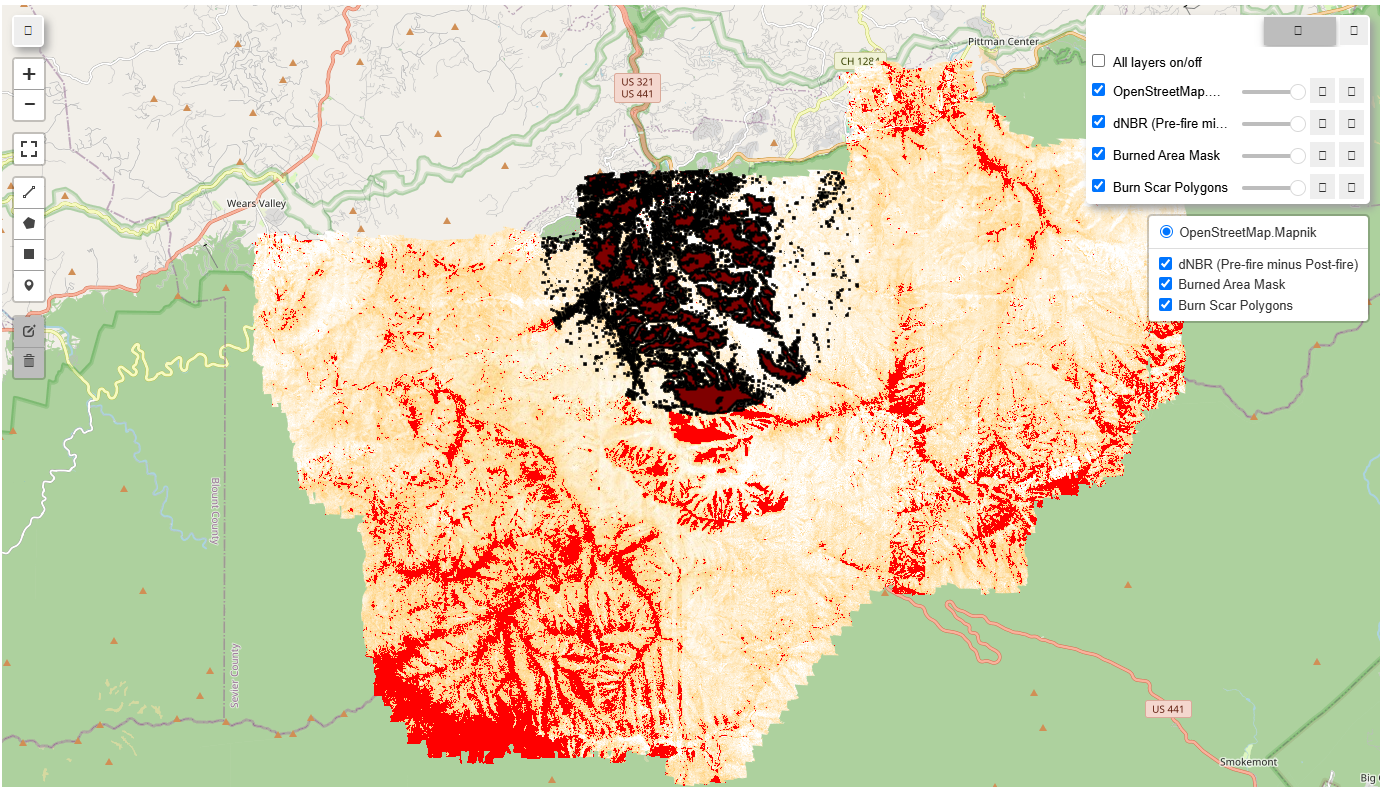 Pittman Center
CH 1284
US 321
US 441
Wears Valley
Blount County
Sevier County
US 441
Smokemont
Big
+
−
All layers on/off
OpenStreetMap....
dNBR (Pre-fire mi...
Burned Area Mask
Burn Scar Polygons
OpenStreetMap.Mapnik
dNBR (Pre-fire minus Post-fire)
Burned Area Mask
Burn Scar Polygons